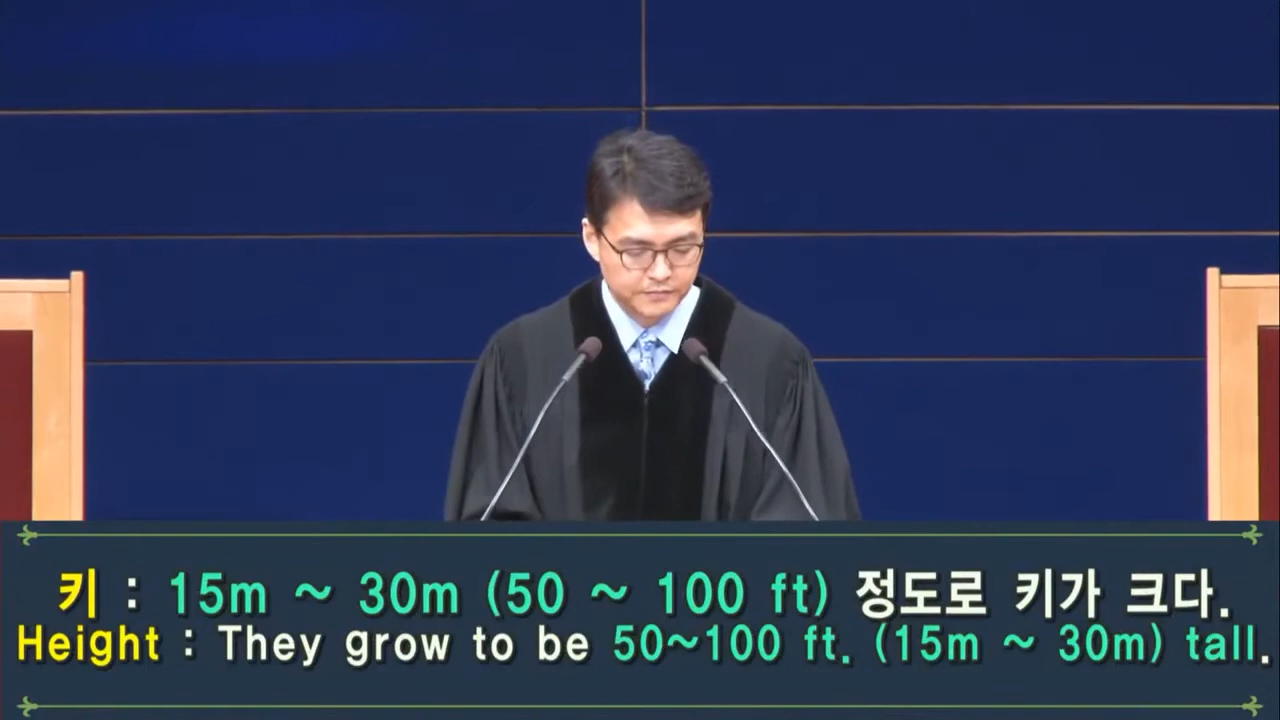 키 : 15m ~ 30m (50 ~ 100 ft) 정도로 키가 크다.
Height : They grow to be 50~100 ft. (15m ~ 30m) tall.